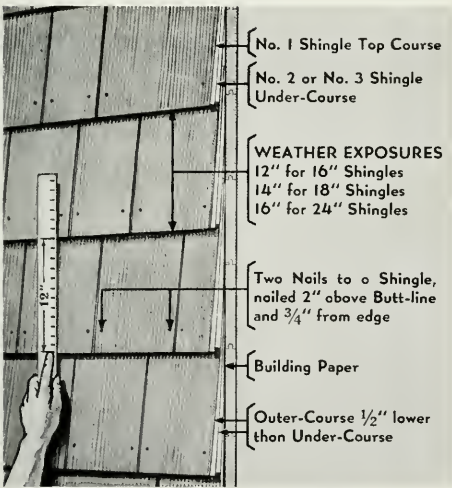 No. 1 Shingle Top Course
No. 2 or No. 3 Shingle
Under-Course
WEATHER EXPOSURES
12" for 16" Shingles
14" for 18" Shingles
16" for 24" Shingles
12"
Two Nails to a Shingle,
nailed 2" above Butt-line
and 3/4" from edge
Building Paper
Outer-Course 1/2" lower
than Under-Course